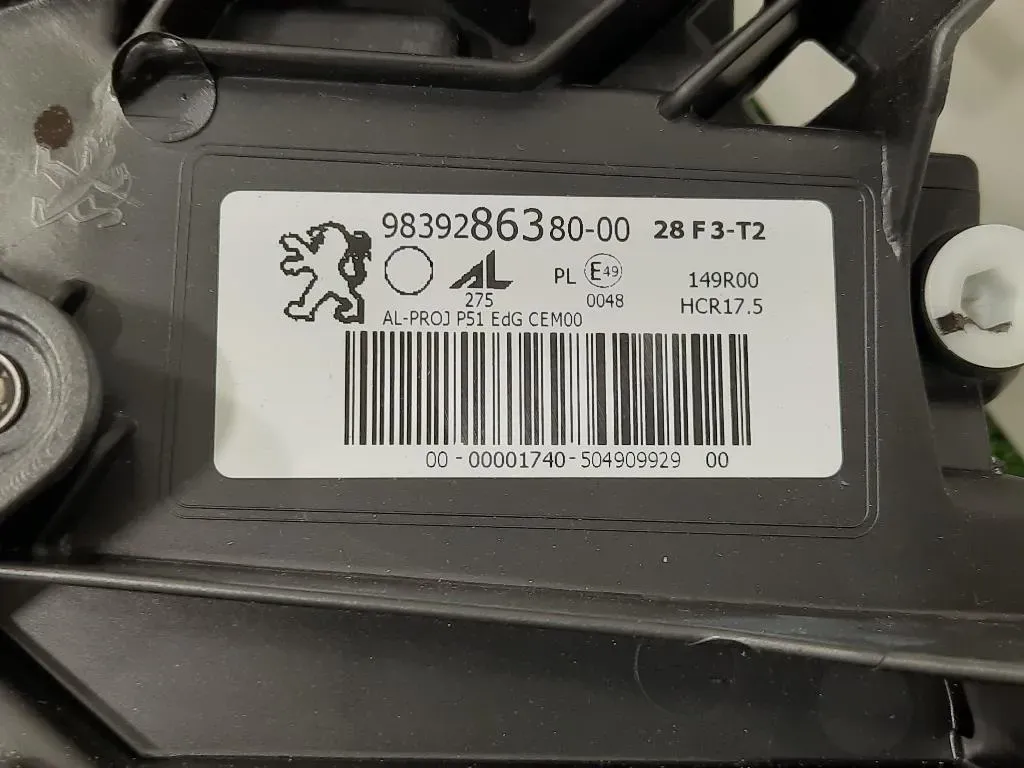 9839286380-00 28 F 3-T2
AL PL E49 149R00
275 0048 HCR17.5
AL-PROJ P51 EdG CEM00
00 - 00001740 - 504909929 00